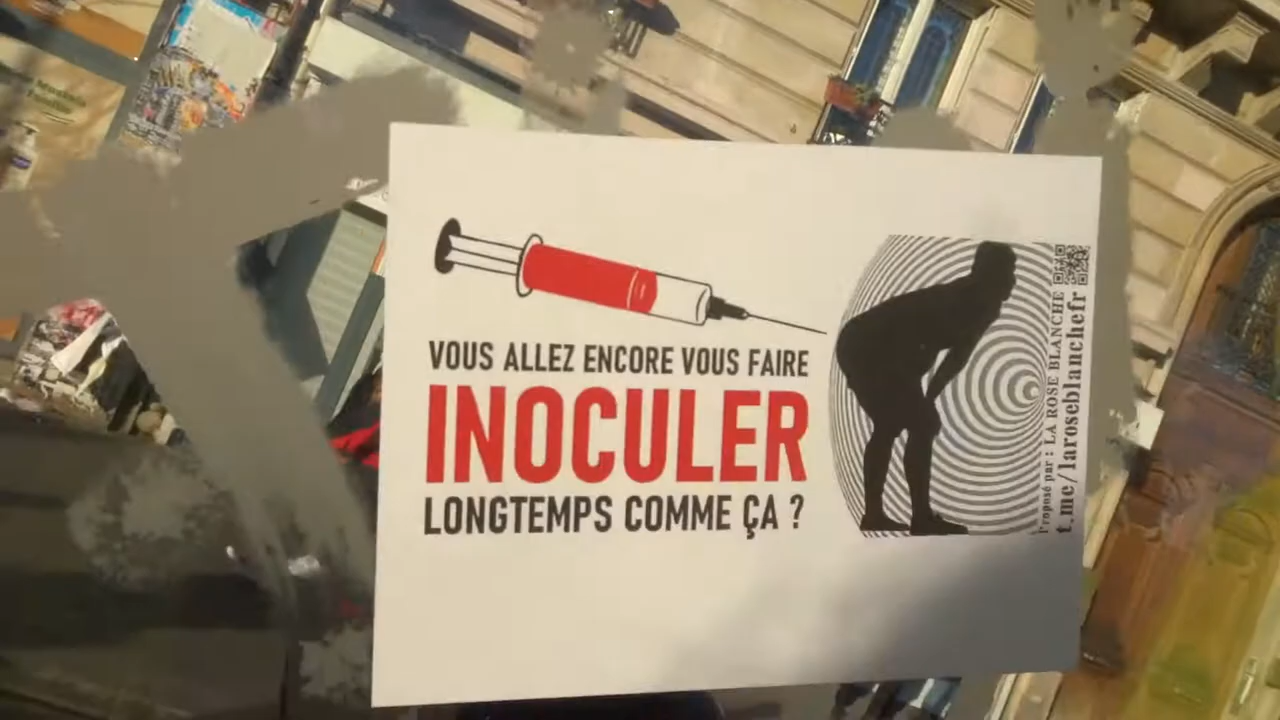 VOUS ALLEZ ENCORE VOUS FAIRE
INOCULER
LONGTEMPS COMME ÇA ?
Proposé par : LA ROSE BLANCHE
t.me/laroseblanchefr